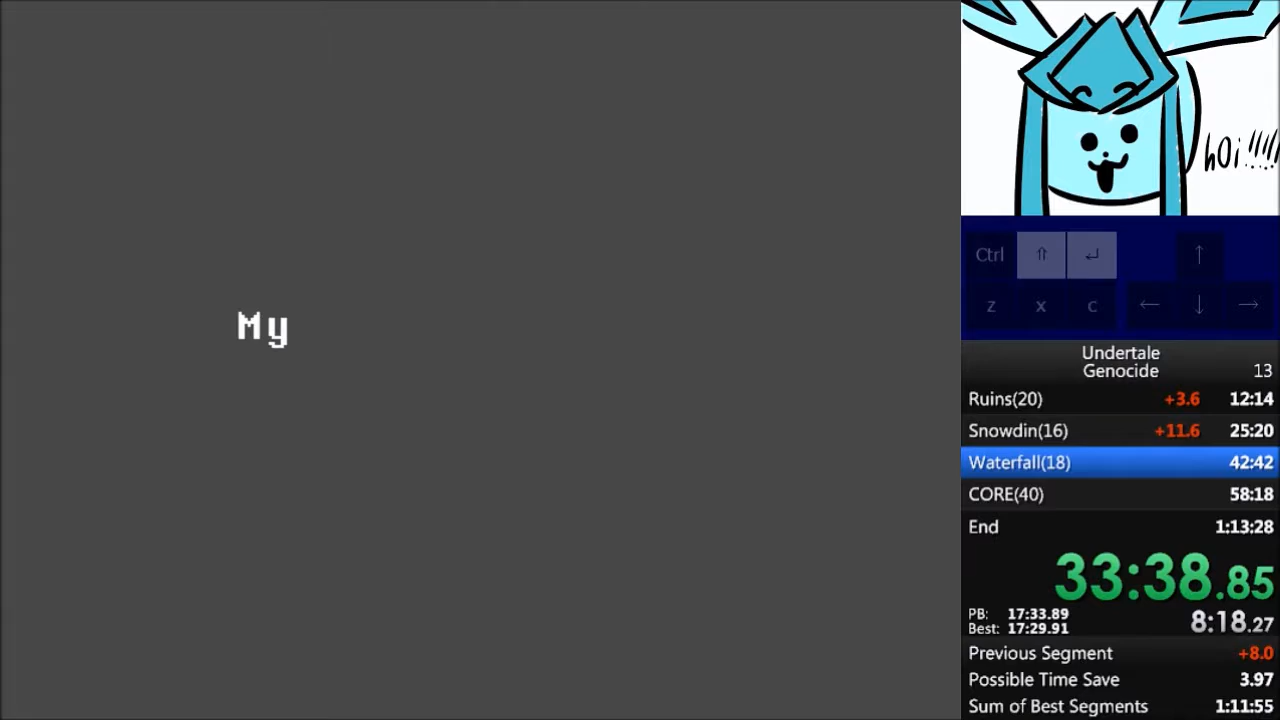 My
hOi!!!!!
Ctrl ⇧ ↵ ↑
z x c ← ↓ →
Undertale
Genocide 13
Ruins(20) +3.6 12:14
Snowdin(16) +11.6 25:20
Waterfall(18) 42:42
CORE(40) 58:18
End 1:13:28
33:38.85
PB: 17:33.89
Best: 17:29.91
8:18.27
Previous Segment +8.0
Possible Time Save 3.97
Sum of Best Segments 1:11:55